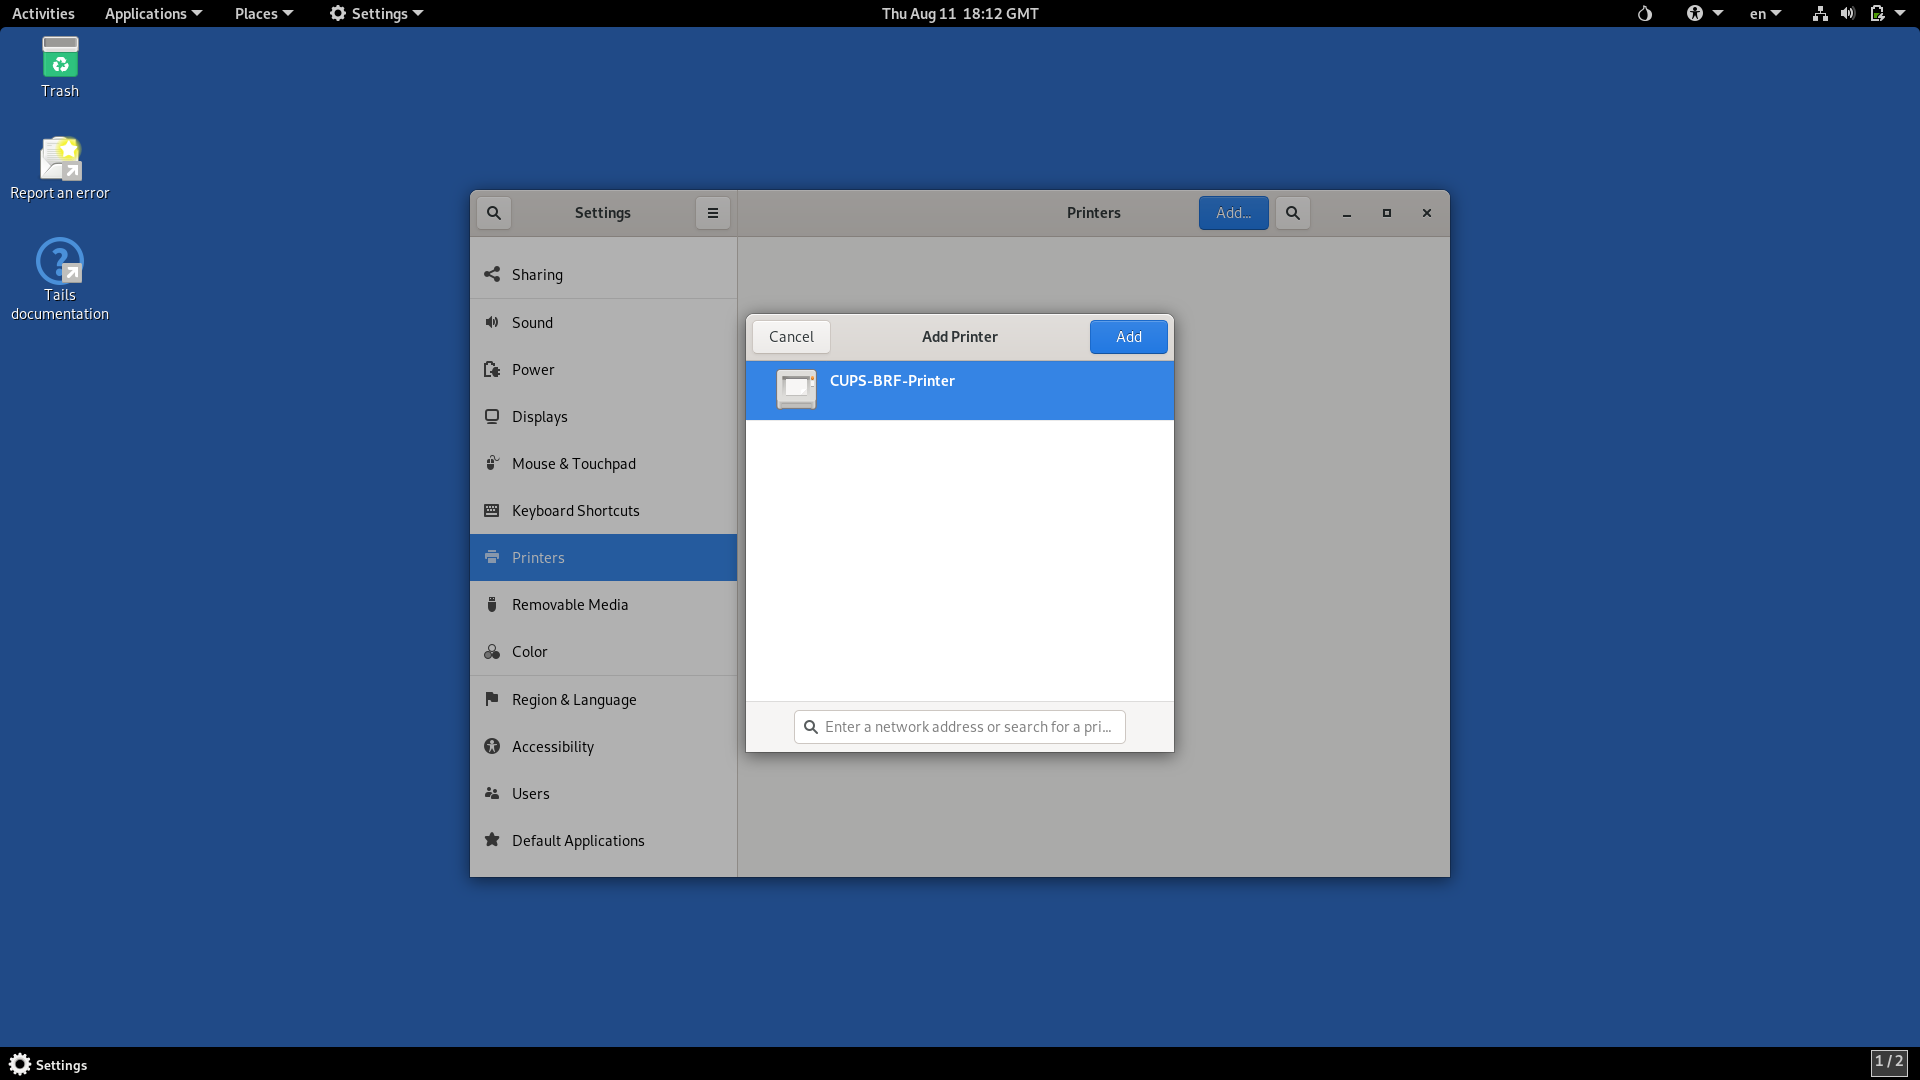 Activities Applications Places Settings Thu Aug 11 18:12 GMT en
Trash
Report an error
Tails
documentation
Settings Printers Add...
Sharing
Sound
Power
Displays
Mouse & Touchpad
Keyboard Shortcuts
Printers
Removable Media
Color
Region & Language
Accessibility
Users
Default Applications
Cancel Add Printer Add
CUPS-BRF-Printer
Enter a network address or search for a pri...
Settings 1 / 2